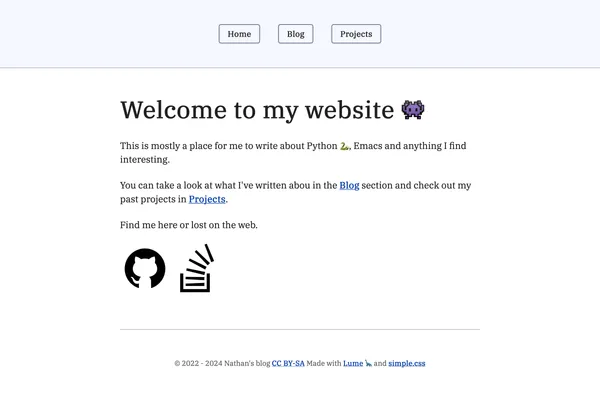 Home
Blog
Projects
Welcome to my website 👾
This is mostly a place for me to write about Python 🐍, Emacs and anything I find
interesting.
You can take a look at what I've written abou in the Blog section and check out my
past projects in Projects.
Find me here or lost on the web.
© 2022 - 2024 Nathan's blog CC BY-SA Made with Lume 🦕 and simple.css